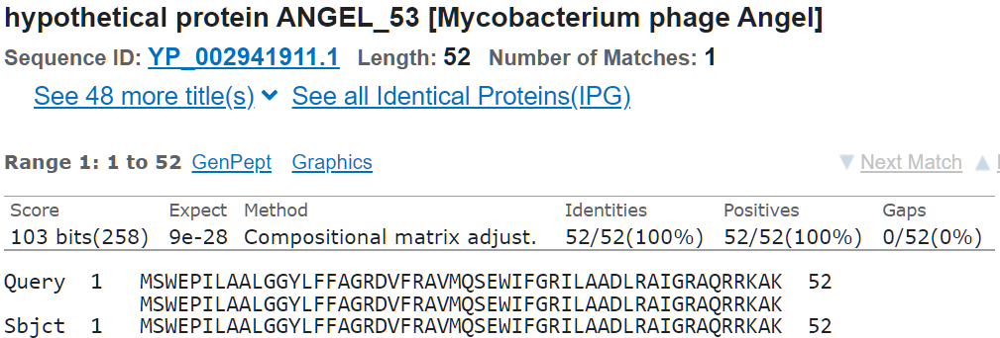 hypothetical protein ANGEL_53 [Mycobacterium phage Angel]
Sequence ID: YP_002941911.1 Length: 52 Number of Matches: 1
See 48 more title(s) See all Identical Proteins(IPG)
Range 1: 1 to 52 GenPept Graphics ▼ Next Match ▲
Score Expect Method Identities Positives Gaps
103 bits(258) 9e-28 Compositional matrix adjust. 52/52(100%) 52/52(100%) 0/52(0%)
Query 1 MSWEPILAALGGYLFFAGRDVFRAVMQSEWIFGRILAADLRAIGRAQRRKAK 52
MSWEPILAALGGYLFFAGRDVFRAVMQSEWIFGRILAADLRAIGRAQRRKAK
Sbjct 1 MSWEPILAALGGYLFFAGRDVFRAVMQSEWIFGRILAADLRAIGRAQRRKAK 52